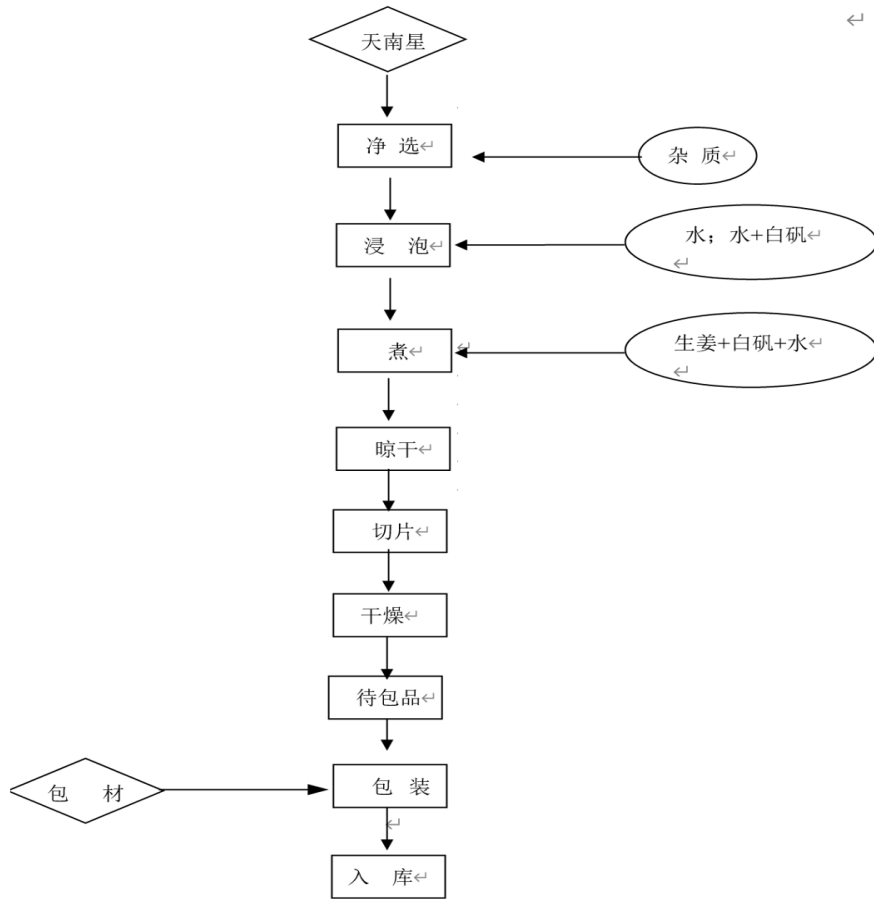 天南星
净 选
杂 质
浸 泡
水；水+白矾
煮
生姜+白矾+水
晾干
切片
干燥
待包品
包 材
包 装
入 库